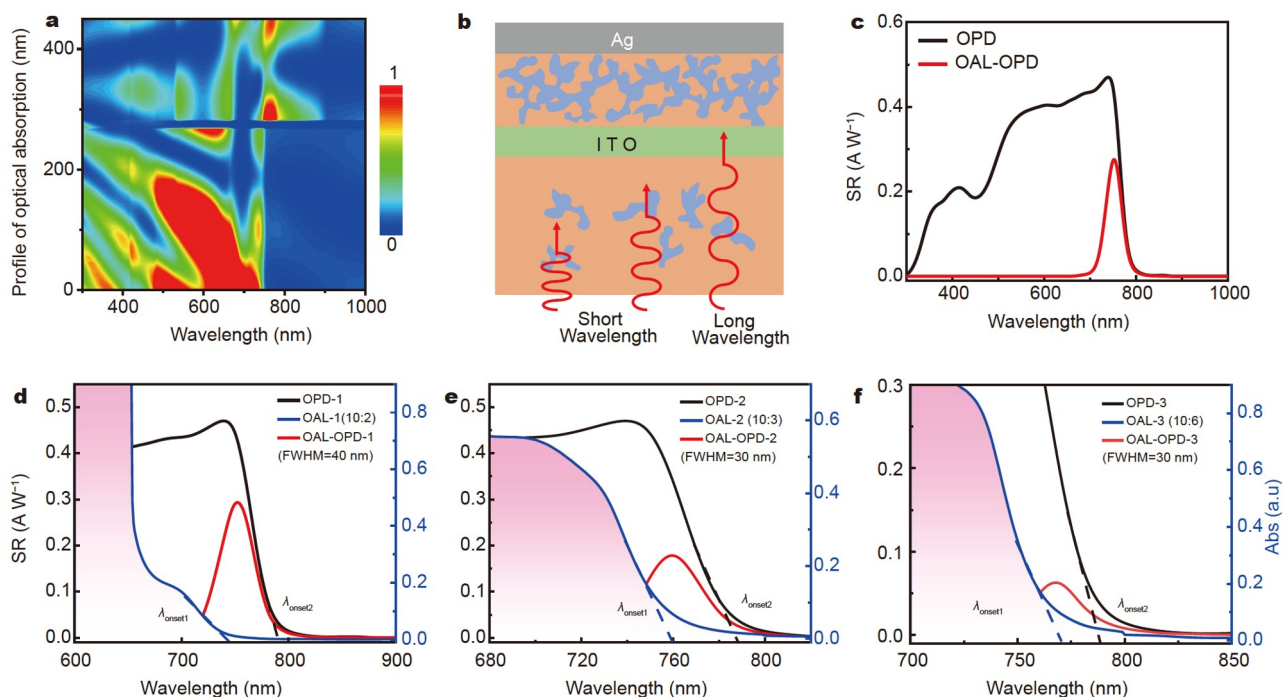 a
Profile of optical absorption (nm)
400
200
0
400
600
800
1000
Wavelength (nm)
1
0
b
Ag
ITO
Short
Wavelength
Long
Wavelength
c
SR (A W⁻¹)
0.6
0.4
0.2
0.0
400
600
800
1000
Wavelength (nm)
OPD
OAL-OPD
d
SR (A W⁻¹)
0.5
0.4
0.3
0.2
0.1
0.0
600
700
800
900
Wavelength (nm)
0.8
0.6
0.4
0.2
0.0
OPD-1
OAL-1(10:2)
OAL-OPD-1
(FWHM=40 nm)
λonset1
λonset2
e
0.5
0.4
0.3
0.2
0.1
0.0
680
720
760
800
Wavelength (nm)
0.6
0.4
0.2
0.0
OPD-2
OAL-2 (10:3)
OAL-OPD-2
(FWHM=30 nm)
λonset1
λonset2
f
0.3
0.2
0.1
0.0
700
750
800
850
Wavelength (nm)
0.8
0.6
0.4
0.2
0.0
Abs (a.u)
OPD-3
OAL-3 (10:6)
OAL-OPD-3
(FWHM=30 nm)
λonset1
λonset2